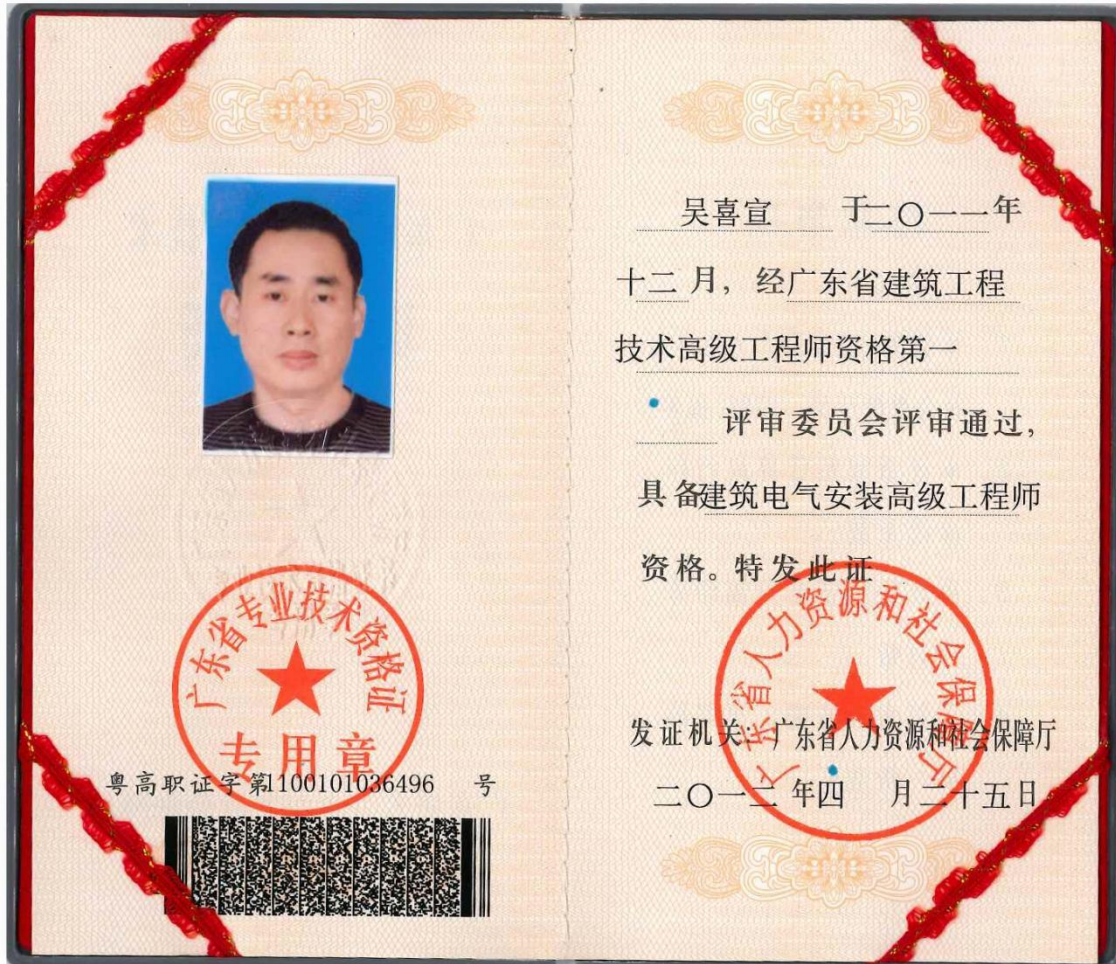 广东省专业技术资格证
专用章
粤高职证字第1100101036496 号
吴喜宣 于二〇一一年
十二月，经广东省建筑工程
技术高级工程师资格第一
评审委员会评审通过，
具备建筑电气安装高级工程师
资格。特发此证
广东省人力资源和社会保障厅
发证机关：广东省人力资源和社会保障厅
二〇一二年四 月二十五日